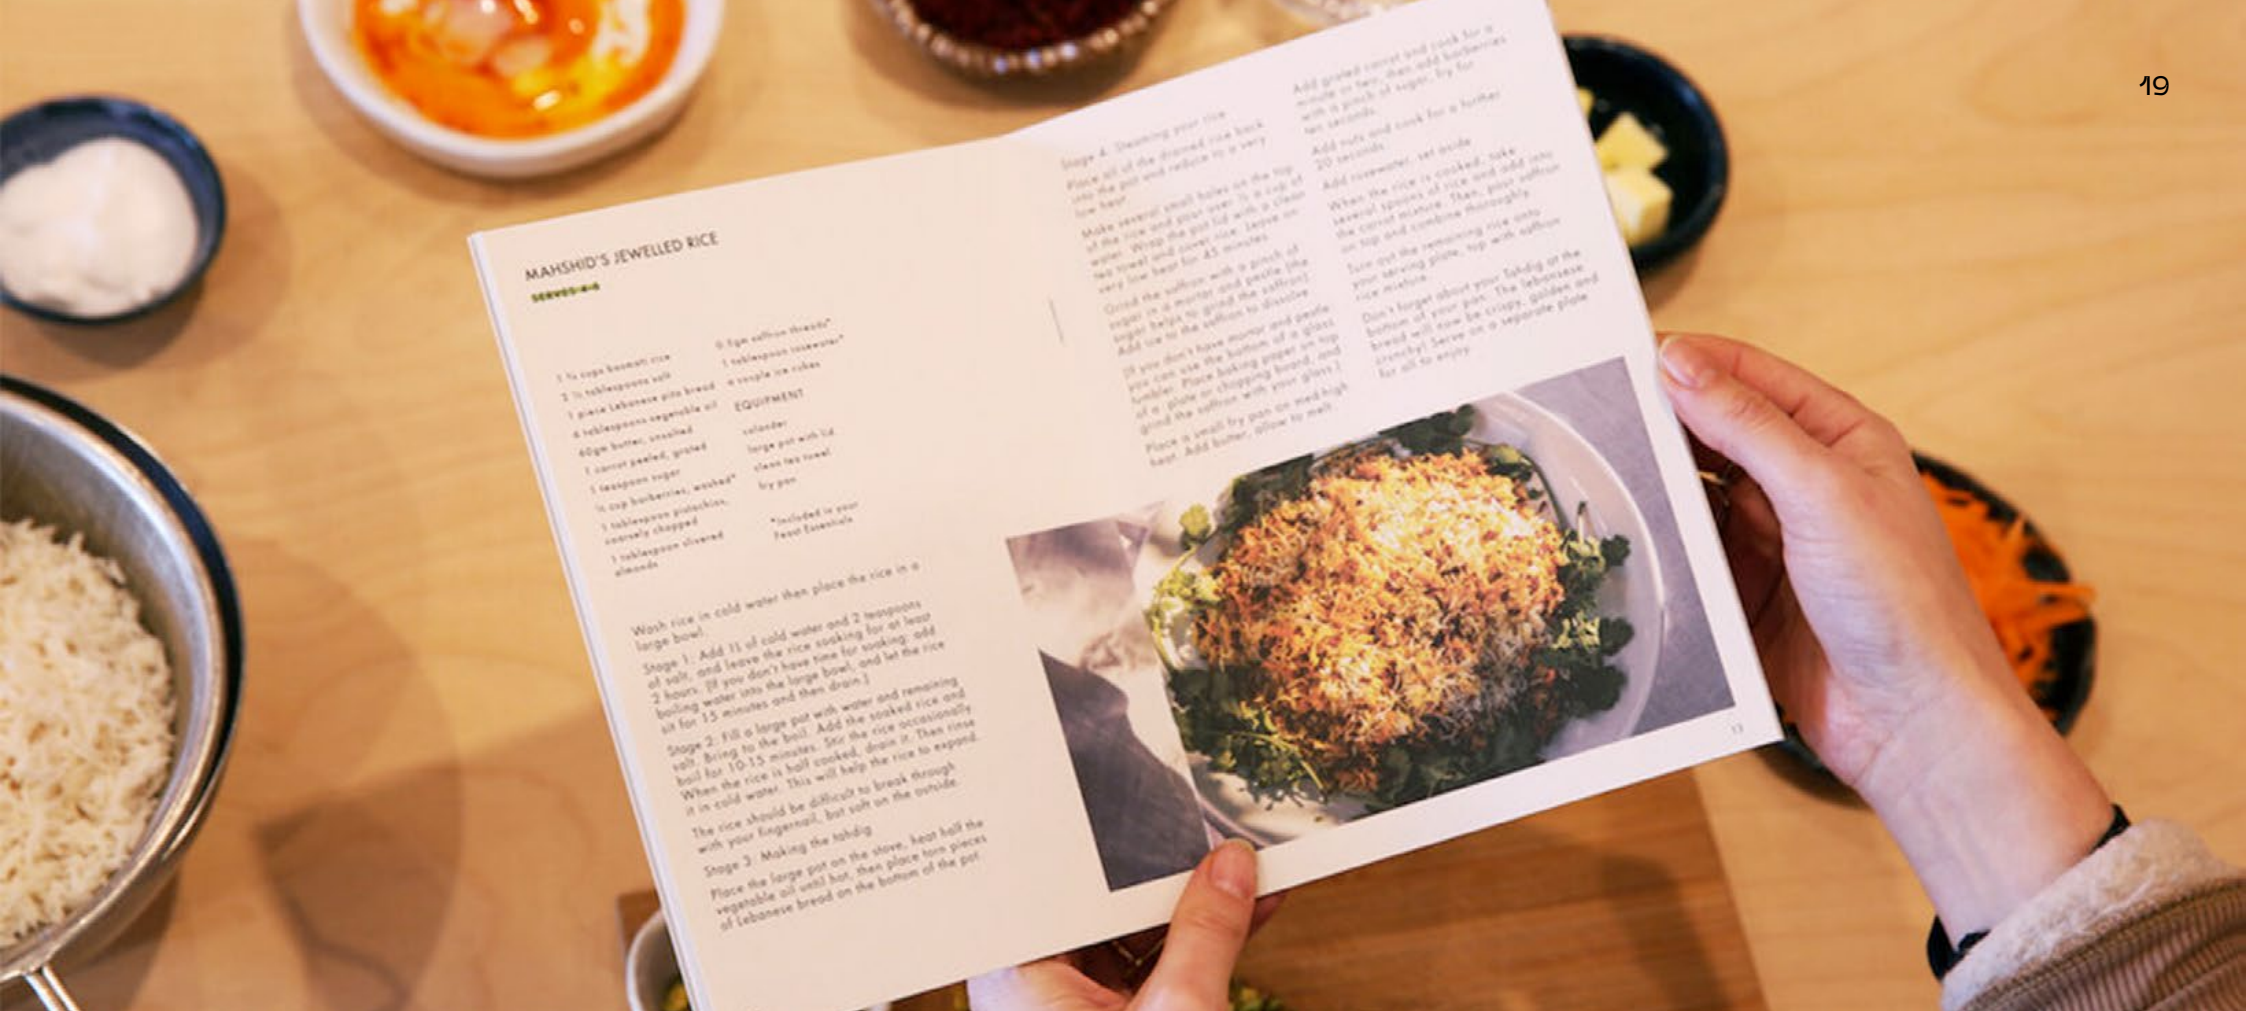 19
MAHSHID'S JEWELLED RICE
SERVES 4-6
1 ¾ cups basmati rice
2 ½ tablespoons salt
1 piece Lebanese pita bread
4 tablespoons vegetable oil
60gm butter, unsalted
1 carrot peeled, grated
1 teaspoon sugar
¼ cup barberries, washed*
1 tablespoon pistachios,
coarsely chopped
1 tablespoon slivered
almonds
0.5gm saffron threads*
1 tablespoon rosewater*
a couple ice cubes
EQUIPMENT
colander
large pot with lid
clean tea towel
fry pan
*Included in your
Feast Essentials
Wash rice in cold water then place the rice in a
large bowl.
Stage 1: Add 1L of cold water and 2 teaspoons
of salt, and leave the rice soaking for at least
2 hours. [If you don't have time for soaking: add
boiling water into the large bowl, and let the rice
sit for 15 minutes and then drain.]
Stage 2: Fill a large pot with water and remaining
salt. Bring to the boil. Add the soaked rice and
boil for 10-15 minutes. Stir the rice occasionally.
When the rice is half cooked, drain it. Then rinse
it in cold water. This will help the rice to expand.
The rice should be difficult to break through
with your fingernail, but soft on the outside.
Stage 3: Making the tahdig
Place the large pot on the stove, heat half the
vegetable oil until hot, then place torn pieces
of Lebanese bread on the bottom of the pot.
Stage 4: Steaming your rice
Place all of the drained rice back
into the pot and reduce to a very
low heat.
Make several small holes on the top
of the rice and pour over ¼ a cup of
water. Wrap the pot lid with a clean
tea towel and cover rice. Leave on
very low heat for 45 minutes.
Grind the saffron with a pinch of
sugar in a mortar and pestle (the
sugar helps to grind the saffron)
Add ice to the saffron to dissolve
[If you don't have mortar and pestle
you can use the bottom of a glass
tumbler. Place baking paper on top
of a plate or chopping board, and
grind the saffron with your glass.]
Place a small fry pan on med-high
heat. Add butter, allow to melt.
Add grated carrot and cook for a
minute or two, then add barberries
with a pinch of sugar, fry for
ten seconds.
Add nuts and cook for a further
20 seconds.
Add rosewater, set aside
When the rice is cooked, take
several spoons of rice and add into
the carrot mixture. Then, pour saffron
on top and combine thoroughly.
Turn out the remaining rice onto
your serving plate, top with saffron
rice mixture.
Don't forget about your Tahdig at the
bottom of your pan. The lebanese
bread will now be crispy, golden and
crunchy! Serve on a separate plate
for all to enjoy.
13